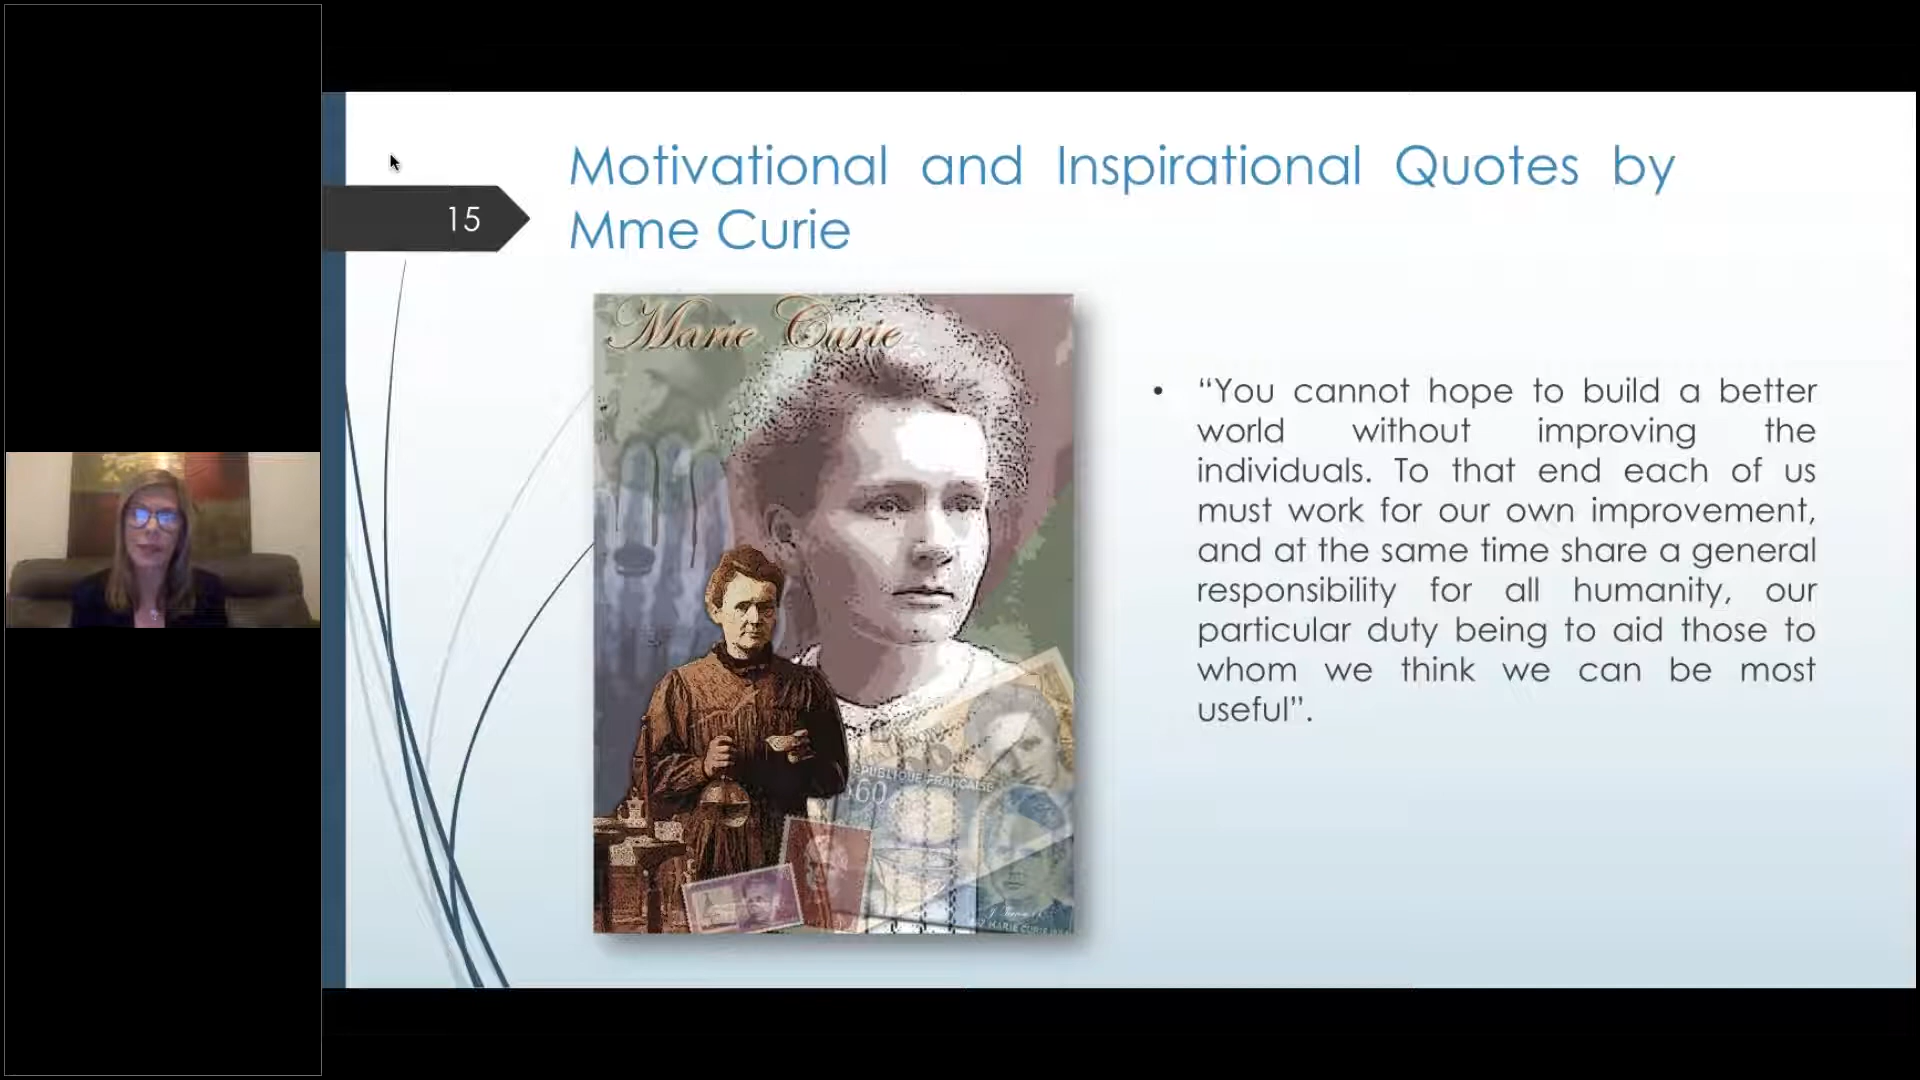 15
Motivational and Inspirational Quotes by
Mme Curie
Marie Curie
• “You cannot hope to build a better
world without improving the
individuals. To that end each of us
must work for our own improvement,
and at the same time share a general
responsibility for all humanity, our
particular duty being to aid those to
whom we think we can be most
useful”.
REPUBLIQUE FRANCAISE
60
MARIE CURIE